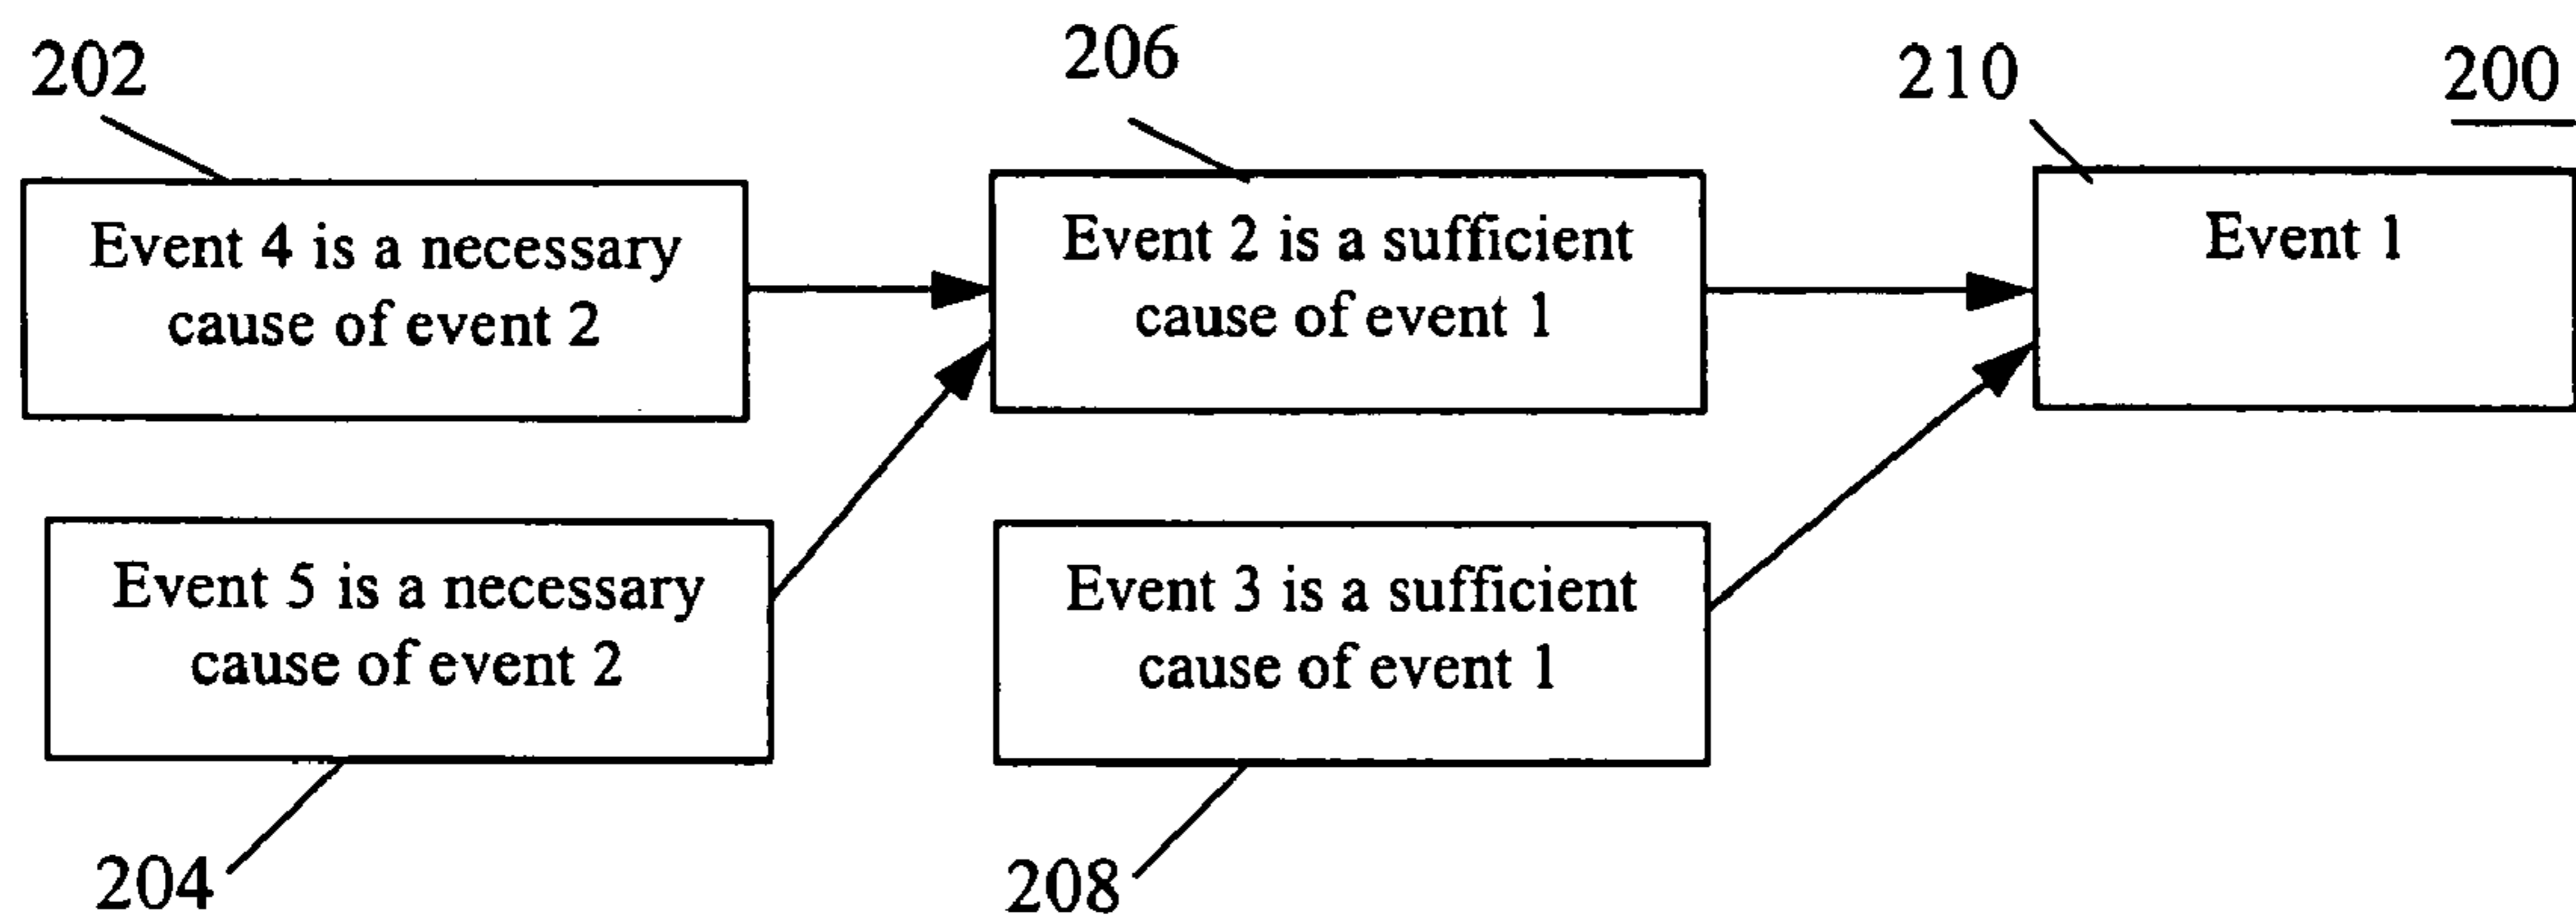 202
206
210
200
Event 4 is a necessary
cause of event 2
Event 2 is a sufficient
cause of event 1
Event 1
Event 5 is a necessary
cause of event 2
Event 3 is a sufficient
cause of event 1
204
208